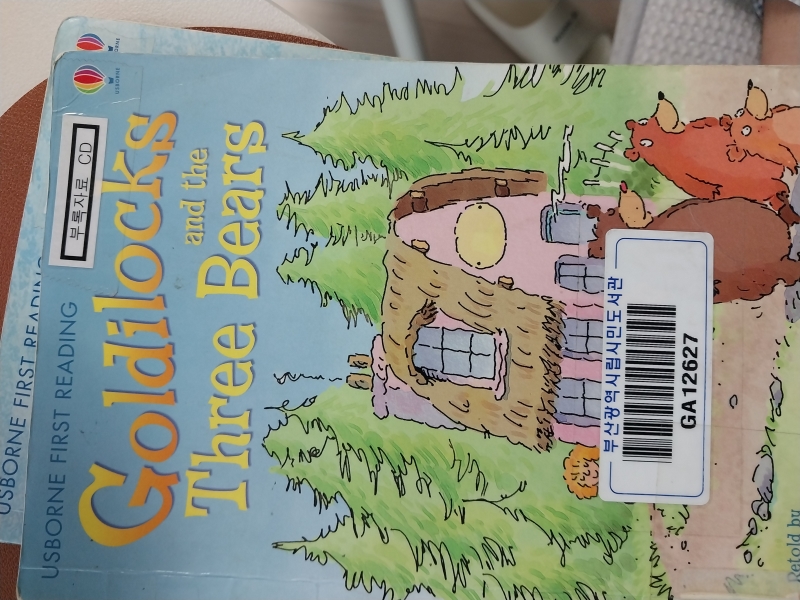 USBORNE FIRST READING
USBORNE FIRST READING
부록자료 CD
Goldilocks
and the
Three Bears
부산광역시립시민도서관
GA12627
Retold by